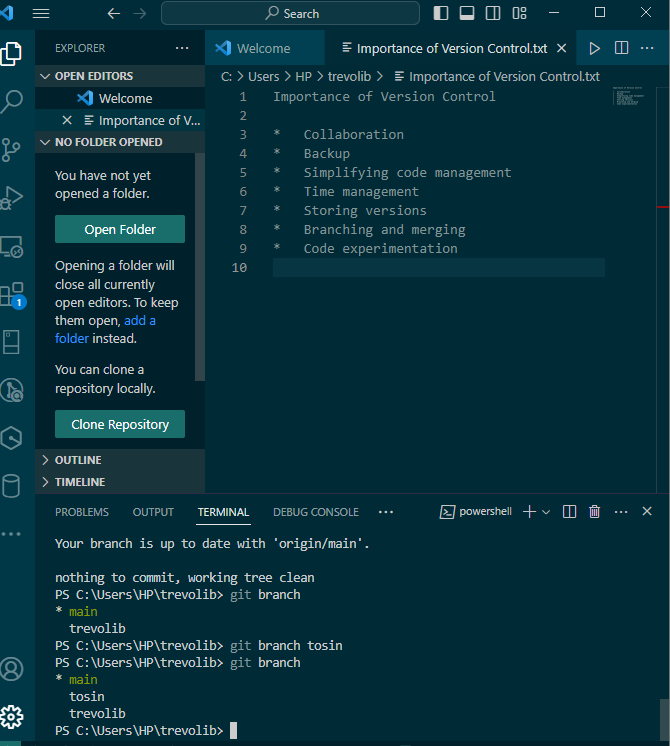 Search
EXPLORER
Welcome
Importance of Version Control.txt
OPEN EDITORS
C: > Users > HP > trevolib > Importance of Version Control.txt
Welcome
Importance of V...
NO FOLDER OPENED
You have not yet
opened a folder.
Open Folder
Opening a folder will
close all currently
open editors. To keep
them open, add a
folder instead.
You can clone a
repository locally.
Clone Repository
OUTLINE
TIMELINE
1
1 Importance of Version Control
2
3 * Collaboration
4 * Backup
5 * Simplifying code management
6 * Time management
7 * Storing versions
8 * Branching and merging
9 * Code experimentation
10
PROBLEMS OUTPUT TERMINAL DEBUG CONSOLE ... powershell
Your branch is up to date with 'origin/main'.
nothing to commit, working tree clean
PS C:\Users\HP\trevolib> git branch
* main
trevolib
PS C:\Users\HP\trevolib> git branch tosin
PS C:\Users\HP\trevolib> git branch
* main
tosin
trevolib
PS C:\Users\HP\trevolib>